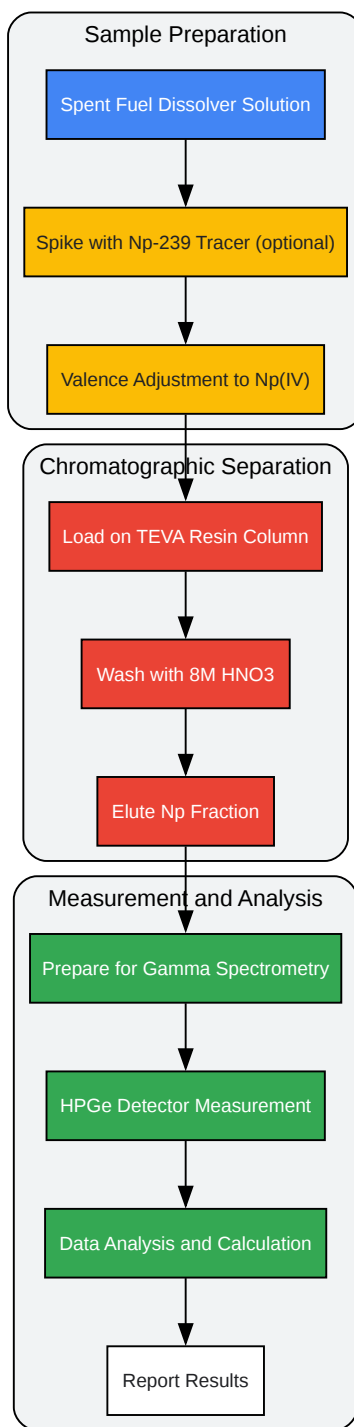 Sample Preparation
Spent Fuel Dissolver Solution
Spike with Np-239 Tracer (optional)
Valence Adjustment to Np(IV)
Chromatographic Separation
Load on TEVA Resin Column
Wash with 8M HNO3
Elute Np Fraction
Measurement and Analysis
Prepare for Gamma Spectrometry
HPGe Detector Measurement
Data Analysis and Calculation
Report Results